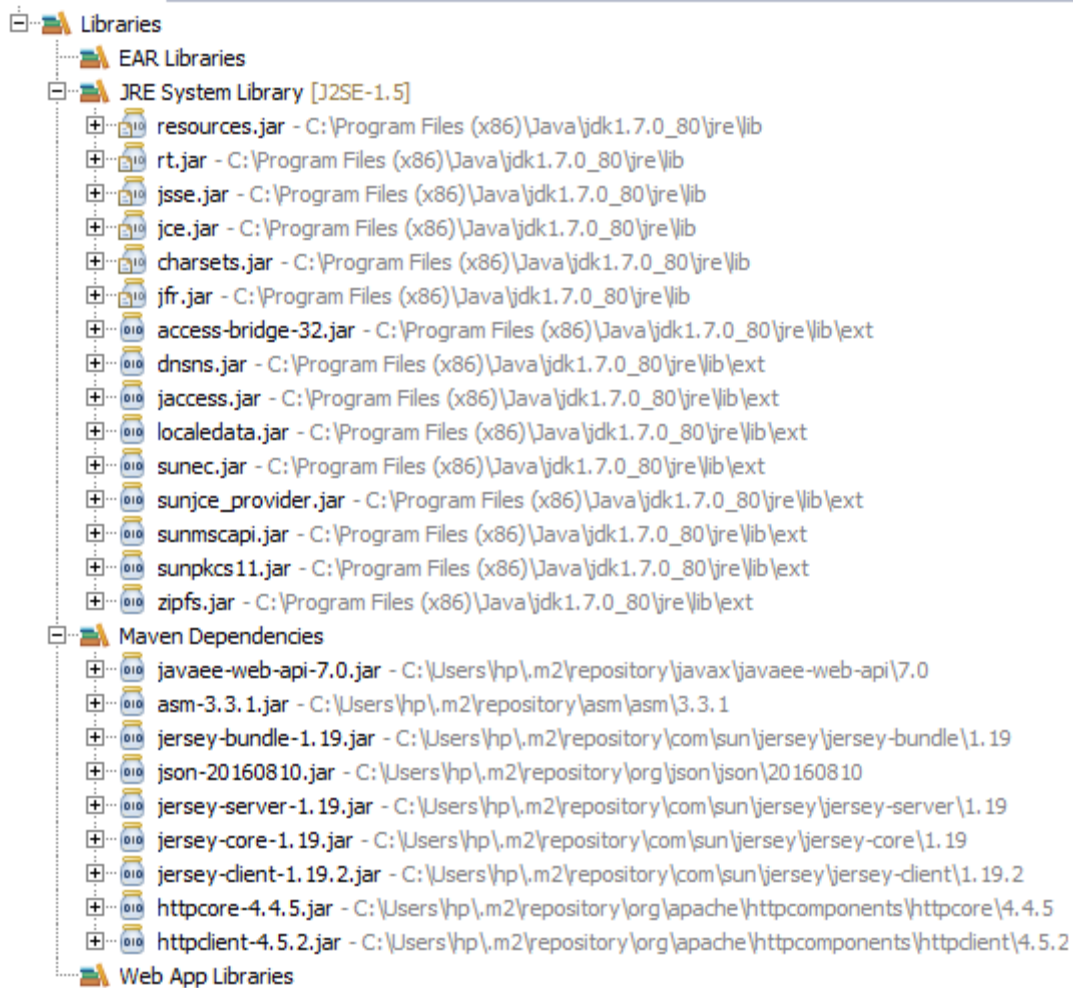 Libraries
EAR Libraries
JRE System Library [J2SE-1.5]
resources.jar - C:\Program Files (x86)\Java\jdk1.7.0_80\jre\lib
rt.jar - C:\Program Files (x86)\Java\jdk1.7.0_80\jre\lib
jsse.jar - C:\Program Files (x86)\Java\jdk1.7.0_80\jre\lib
jce.jar - C:\Program Files (x86)\Java\jdk1.7.0_80\jre\lib
charsets.jar - C:\Program Files (x86)\Java\jdk1.7.0_80\jre\lib
jfr.jar - C:\Program Files (x86)\Java\jdk1.7.0_80\jre\lib
access-bridge-32.jar - C:\Program Files (x86)\Java\jdk1.7.0_80\jre\lib\ext
dnsns.jar - C:\Program Files (x86)\Java\jdk1.7.0_80\jre\lib\ext
jaccess.jar - C:\Program Files (x86)\Java\jdk1.7.0_80\jre\lib\ext
localedata.jar - C:\Program Files (x86)\Java\jdk1.7.0_80\jre\lib\ext
sunec.jar - C:\Program Files (x86)\Java\jdk1.7.0_80\jre\lib\ext
sunjce_provider.jar - C:\Program Files (x86)\Java\jdk1.7.0_80\jre\lib\ext
sunmscapi.jar - C:\Program Files (x86)\Java\jdk1.7.0_80\jre\lib\ext
sunpkcs11.jar - C:\Program Files (x86)\Java\jdk1.7.0_80\jre\lib\ext
zipfs.jar - C:\Program Files (x86)\Java\jdk1.7.0_80\jre\lib\ext
Maven Dependencies
javaee-web-api-7.0.jar - C:\Users\hp\.m2\repository\javax\javaee-web-api\7.0
asm-3.3.1.jar - C:\Users\hp\.m2\repository\asm\asm\3.3.1
jersey-bundle-1.19.jar - C:\Users\hp\.m2\repository\com\sun\jersey\jersey-bundle\1.19
json-20160810.jar - C:\Users\hp\.m2\repository\org\json\json\20160810
jersey-server-1.19.jar - C:\Users\hp\.m2\repository\com\sun\jersey\jersey-server\1.19
jersey-core-1.19.jar - C:\Users\hp\.m2\repository\com\sun\jersey\jersey-core\1.19
jersey-client-1.19.2.jar - C:\Users\hp\.m2\repository\com\sun\jersey\jersey-client\1.19.2
httpcore-4.4.5.jar - C:\Users\hp\.m2\repository\org\apache\httpcomponents\httpcore\4.4.5
httpclient-4.5.2.jar - C:\Users\hp\.m2\repository\org\apache\httpcomponents\httpclient\4.5.2
Web App Libraries